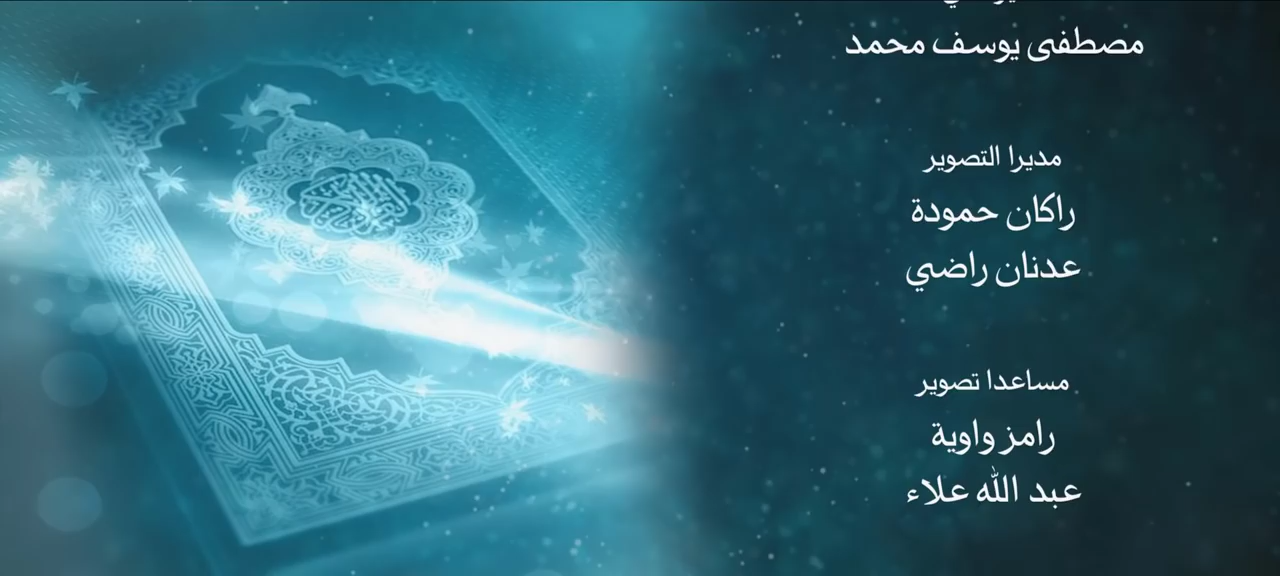 مصطفى يوسف محمد
مديرا التصوير
راكان حمودة
عدنان راضي
مساعدا تصوير
رامز واوية
عبد الله علاء